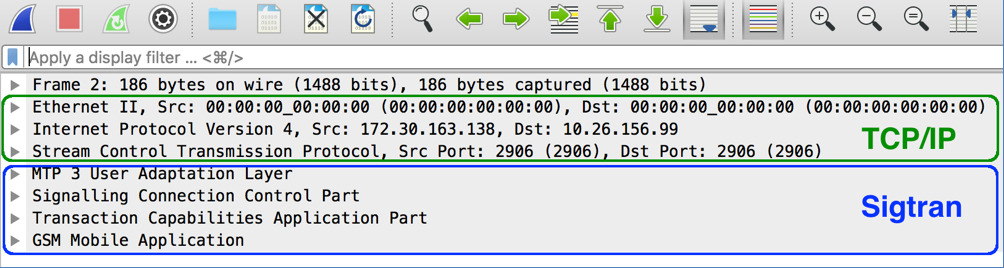 Apply a display filter ... <⌘/>
Frame 2: 186 bytes on wire (1488 bits), 186 bytes captured (1488 bits)
Ethernet II, Src: 00:00:00_00:00:00 (00:00:00:00:00:00), Dst: 00:00:00_00:00:00 (00:00:00:00:00:00)
Internet Protocol Version 4, Src: 172.30.163.138, Dst: 10.26.156.99
Stream Control Transmission Protocol, Src Port: 2906 (2906), Dst Port: 2906 (2906)
TCP/IP
MTP 3 User Adaptation Layer
Signalling Connection Control Part
Transaction Capabilities Application Part
GSM Mobile Application
Sigtran